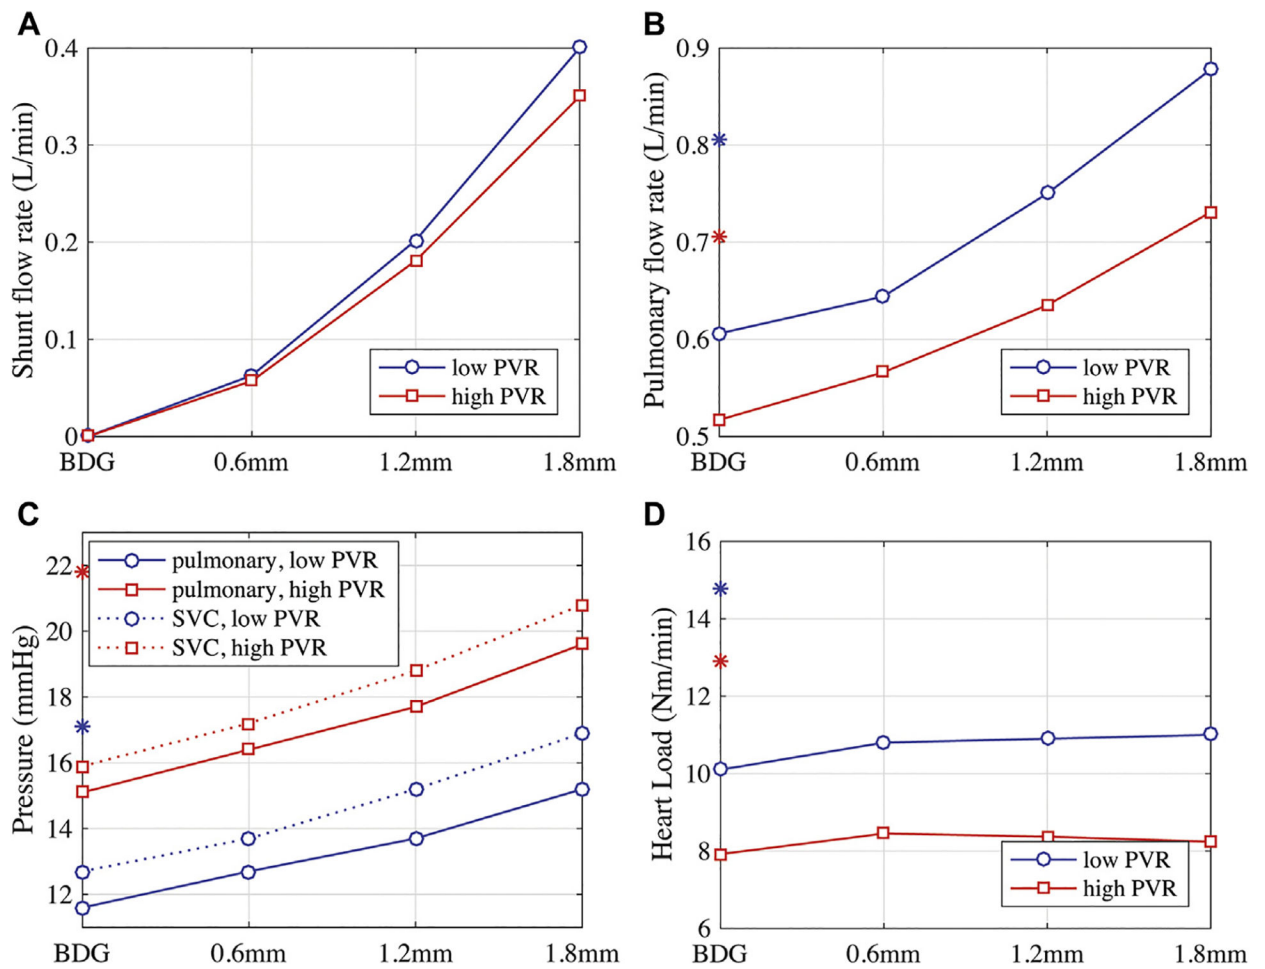 A
Shunt flow rate (L/min)
0.4
0.3
0.2
0.1
0
BDG 0.6mm 1.2mm 1.8mm
low PVR
high PVR
B
Pulmonary flow rate (L/min)
0.9
0.8
0.7
0.6
0.5
BDG 0.6mm 1.2mm 1.8mm
low PVR
high PVR
C
Pressure (mmHg)
22
20
18
16
14
12
BDG 0.6mm 1.2mm 1.8mm
pulmonary, low PVR
pulmonary, high PVR
SVC, low PVR
SVC, high PVR
D
Heart Load (Nm/min)
16
14
12
10
8
6
BDG 0.6mm 1.2mm 1.8mm
low PVR
high PVR